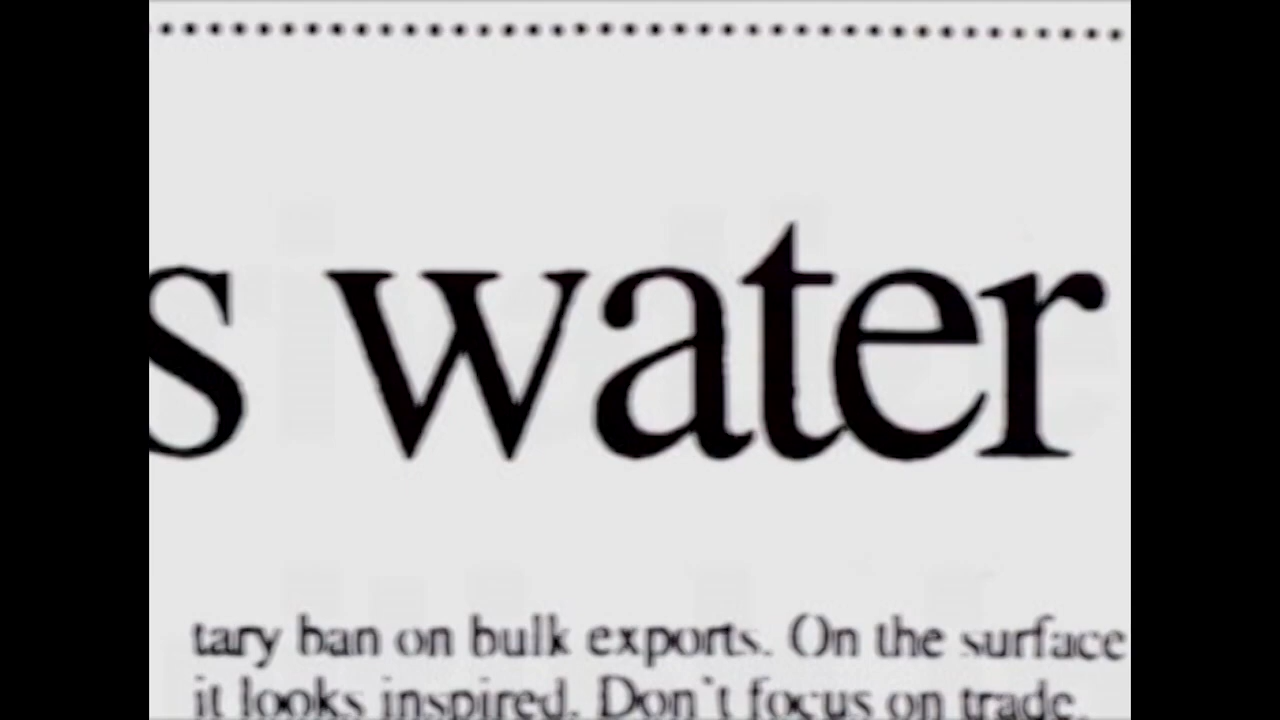 s water
tary ban on bulk exports. On the surface
it looks inspired. Don't focus on trade.